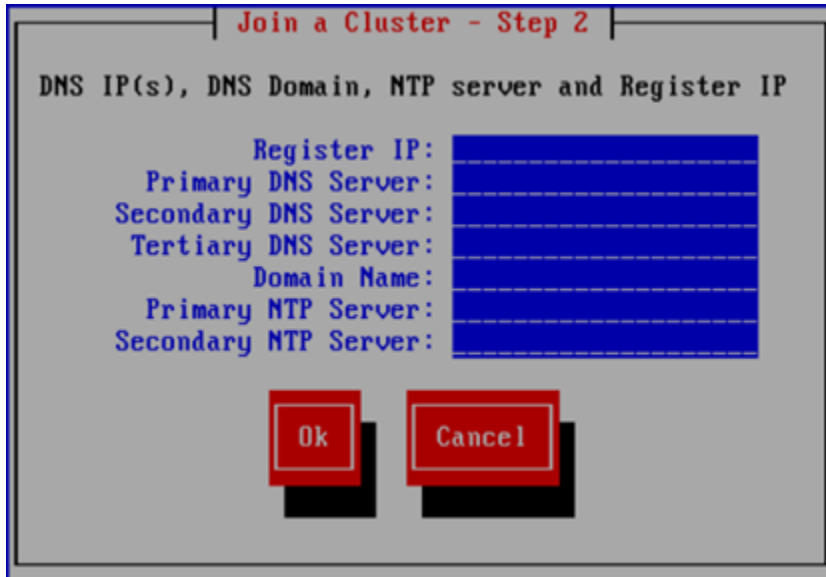 Join a Cluster - Step 2
DNS IP(s), DNS Domain, NTP server and Register IP
Register IP:
Primary DNS Server:
Secondary DNS Server:
Tertiary DNS Server:
Domain Name:
Primary NTP Server:
Secondary NTP Server:
Ok Cancel